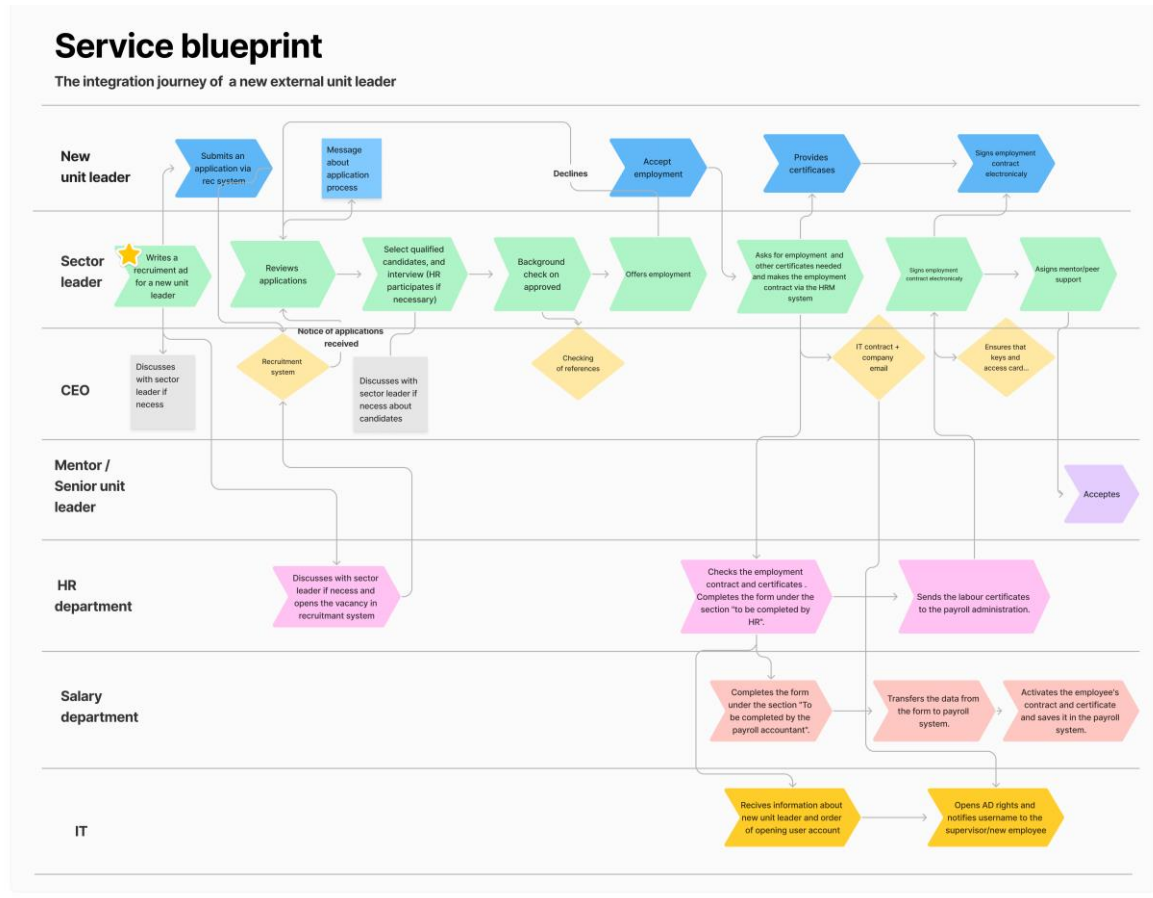 Service blueprint
The integration journey of a new external unit leader
New
unit leader
Submits an
application via
rec system
Message
about
application
process
Declines
Accept
employment
Provides
certificases
Signs employment
contract
electronicaly
Sector
leader
Writes a
recruiment ad
for a new unit
leader
Reviews
applications
Select qualified
candidates, and
interview (HR
participates if
necessary)
Background
check on
approved
Offers employment
Asks for employment and
other certificates needed
and makes the employment
contract via the HRM
system
Signs employment
contract electronicaly
Asigns mentor/peer
support
Notice of applications
received
CEO
Discusses
with sector
leader if
necess
Recruitment
system
Discusses with
sector leader if
necess about
candidates
Checking
of references
IT contract +
company
email
Ensures that
keys and
access card...
Mentor /
Senior unit
leader
Acceptes
HR
department
Discusses with sector
leader if necess and
opens the vacancy in
recruitmant system
Checks the employment
contract and certificates .
Completes the form under the
section "to be completed by
HR".
Sends the labour certificates
to the payroll administration.
Salary
department
Completes the form
under the section "To
be completed by the
payroll accountant".
Transfers the data from
the form to payroll
system.
Activates the employee's
contract and certificate
and saves it in the payroll
system.
IT
Recives information about
new unit leader and order
of opening user account
Opens AD rights and
notifies username to the
supervisor/new employee